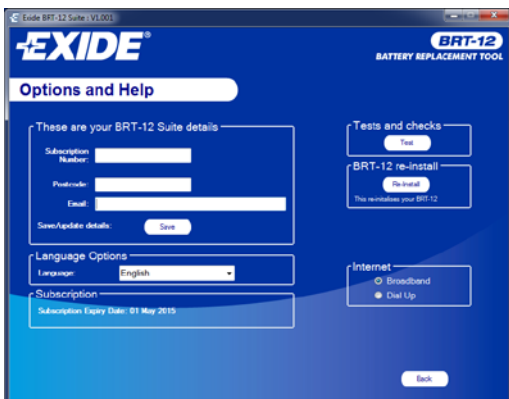 Exide BRT-12 Suite : V1.001
EXIDE®
BRT-12
BATTERY REPLACEMENT TOOL
Options and Help
These are your BRT-12 Suite details
Subscription
Number:
Postcode:
Email:
Save/update details:
Save
Language Options
Language:
English
Subscription
Subscription Expiry Date: 01 May 2015
Tests and checks
Test
BRT-12 re-install
Re-Install
This re-initalises your BRT-12
Internet
Broadband
Dial Up
Back